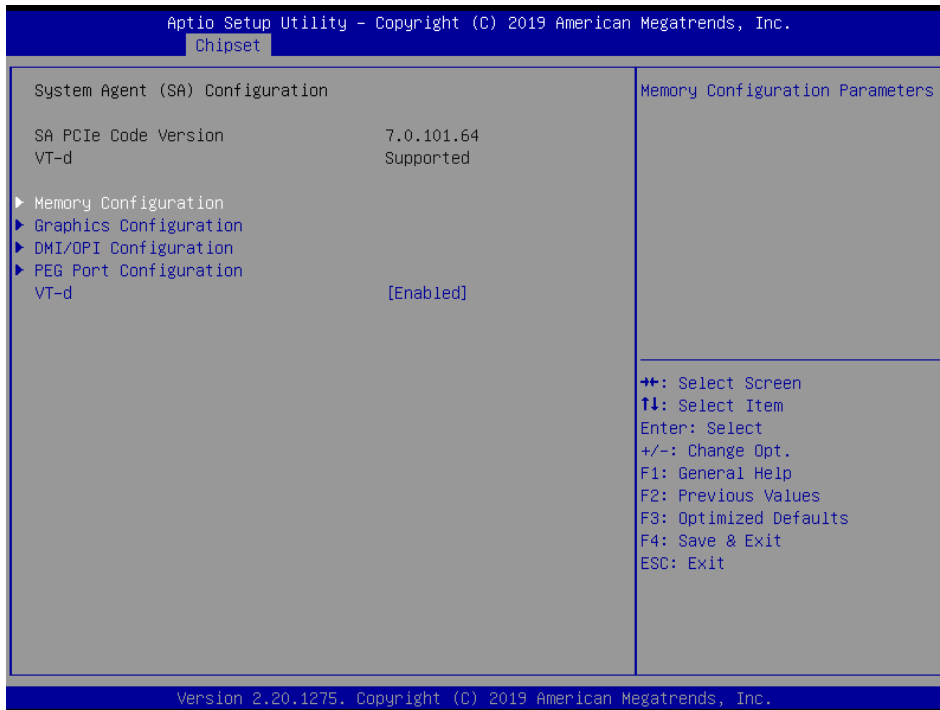 Aptio Setup Utility – Copyright (C) 2019 American Megatrends, Inc.
Chipset
System Agent (SA) Configuration
SA PCIe Code Version 7.0.101.64
VT-d Supported
Memory Configuration
Graphics Configuration
DMI/OPI Configuration
PEG Port Configuration
VT-d [Enabled]
Memory Configuration Parameters
→←: Select Screen
↑↓: Select Item
Enter: Select
+/-: Change Opt.
F1: General Help
F2: Previous Values
F3: Optimized Defaults
F4: Save & Exit
ESC: Exit
Version 2.20.1275. Copyright (C) 2019 American Megatrends, Inc.